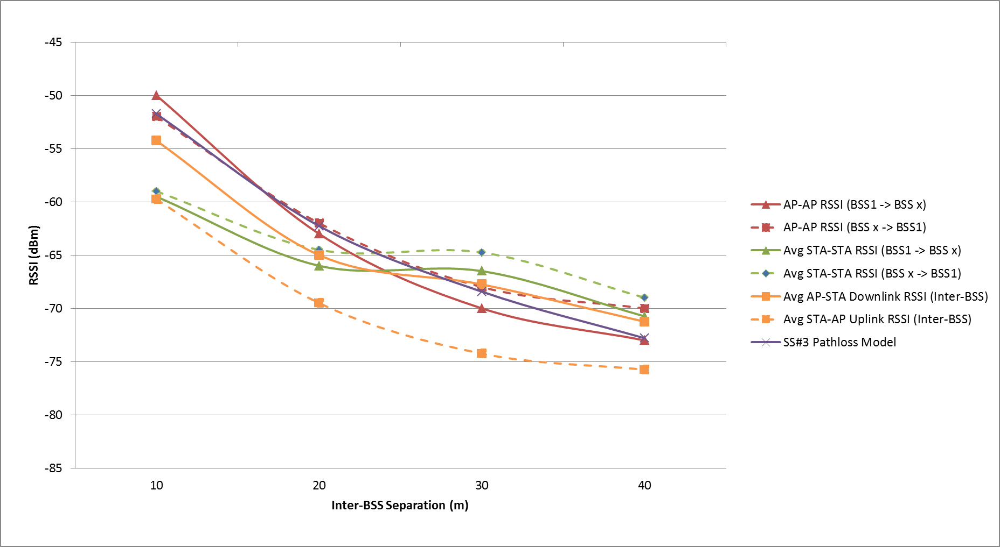 -45
-50
-55
-60
-65
-70
-75
-80
-85
RSSI (dBm)
10 20 30 40
Inter-BSS Separation (m)
AP-AP RSSI (BSS1 -> BSS x)
AP-AP RSSI (BSS x -> BSS1)
Avg STA-STA RSSI (BSS1 -> BSS x)
Avg STA-STA RSSI (BSS x -> BSS1)
Avg AP-STA Downlink RSSI (Inter-BSS)
Avg STA-AP Uplink RSSI (Inter-BSS)
SS#3 Pathloss Model